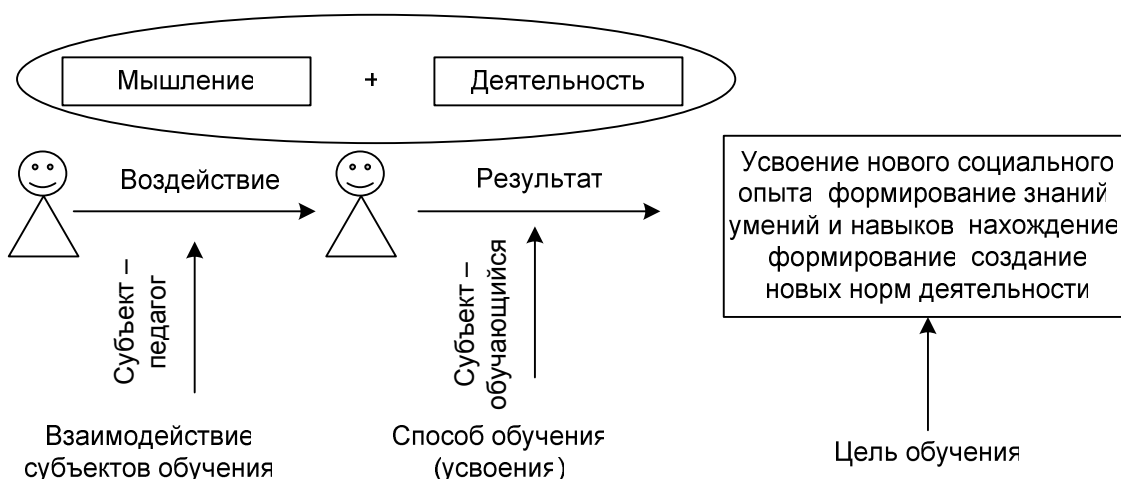 Мышление + Деятельность
Воздействие
Результат
Усвоение нового социального
опыта формирование знаний
умений и навыков нахождение
формирование создание
новых норм деятельности
Субъект –
педагог
Субъект –
обучающийся
Взаимодействие
субъектов обучения
Способ обучения
(усвоения)
Цель обучения